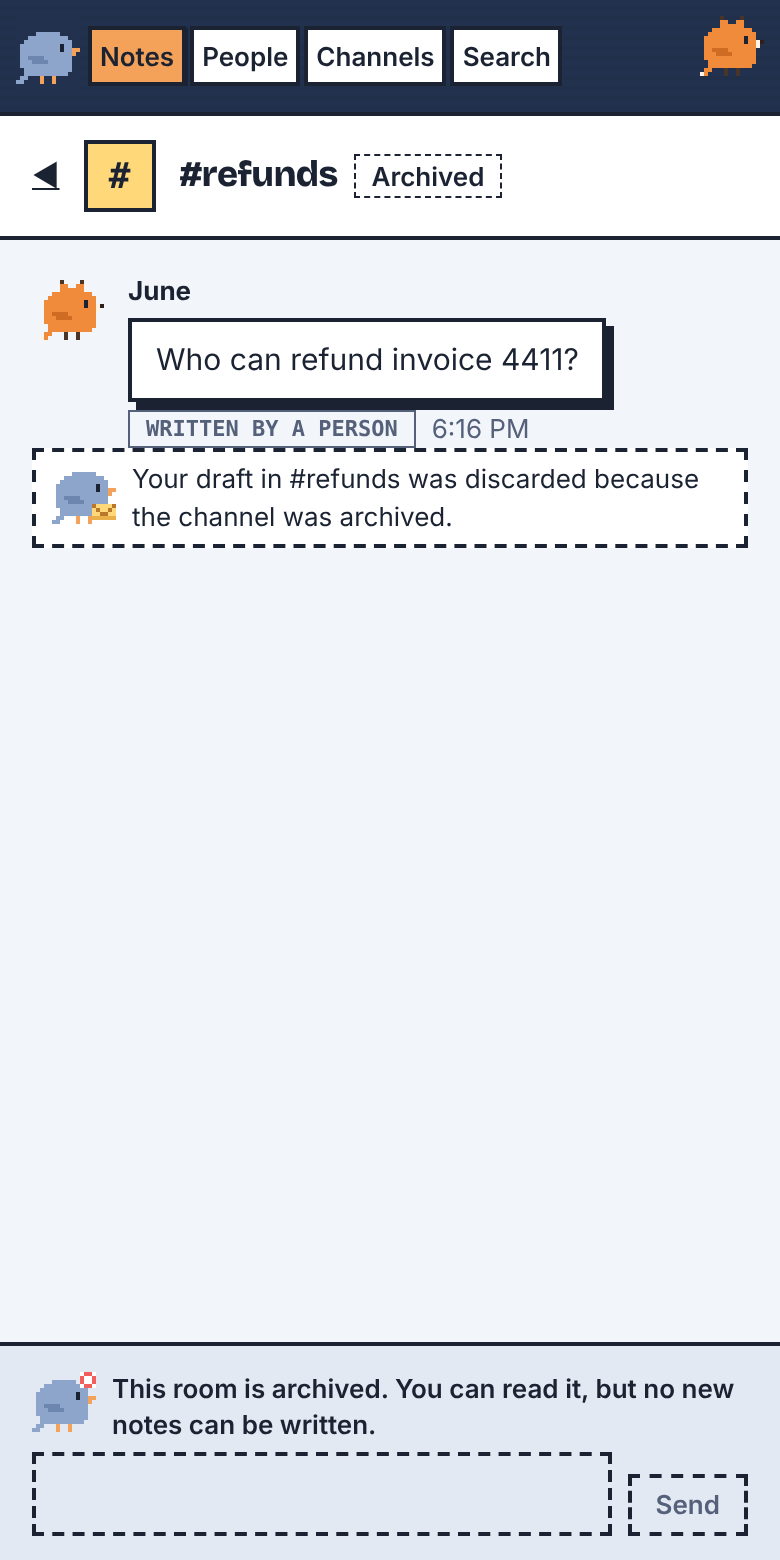 Notes People Channels Search
# #refunds Archived
June
Who can refund invoice 4411?
WRITTEN BY A PERSON 6:16 PM
Your draft in #refunds was discarded because
the channel was archived.
This room is archived. You can read it, but no new
notes can be written.
Send